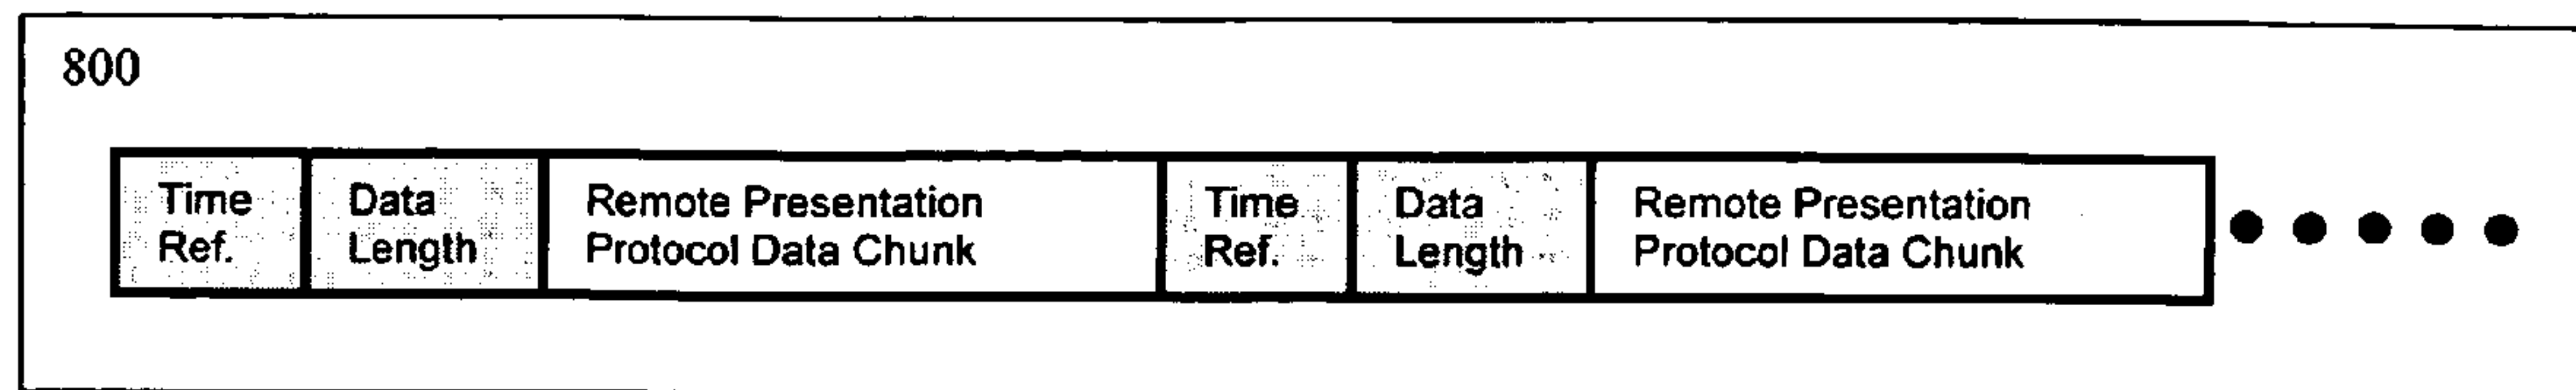 800
Time Ref.
Data Length
Remote Presentation
Protocol Data Chunk
Time Ref.
Data Length
Remote Presentation
Protocol Data Chunk